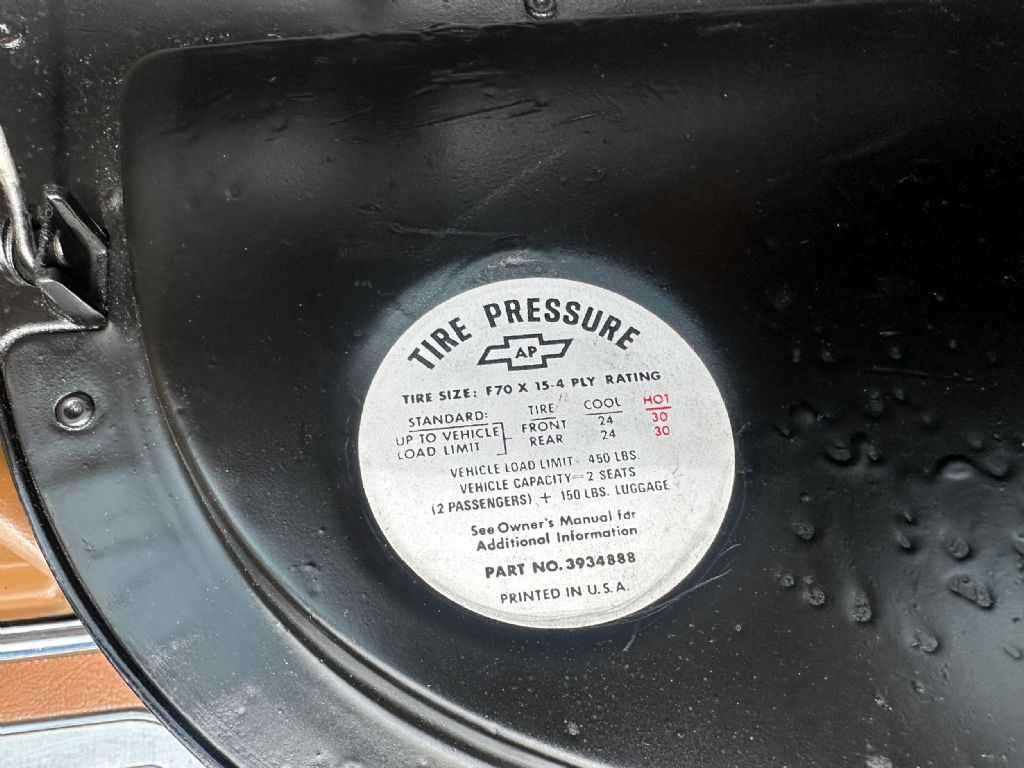 TIRE PRESSURE
AP
TIRE SIZE: F70 X 15-4 PLY RATING
STANDARD: TIRE COOL HOT
UP TO VEHICLE FRONT 24 30
LOAD LIMIT REAR 24 30
VEHICLE LOAD LIMIT= 450 LBS.
VEHICLE CAPACITY= 2 SEATS
(2 PASSENGERS) + 150 LBS. LUGGAGE
See Owner's Manual for
Additional Information
PART NO. 3934888
PRINTED IN U.S.A.